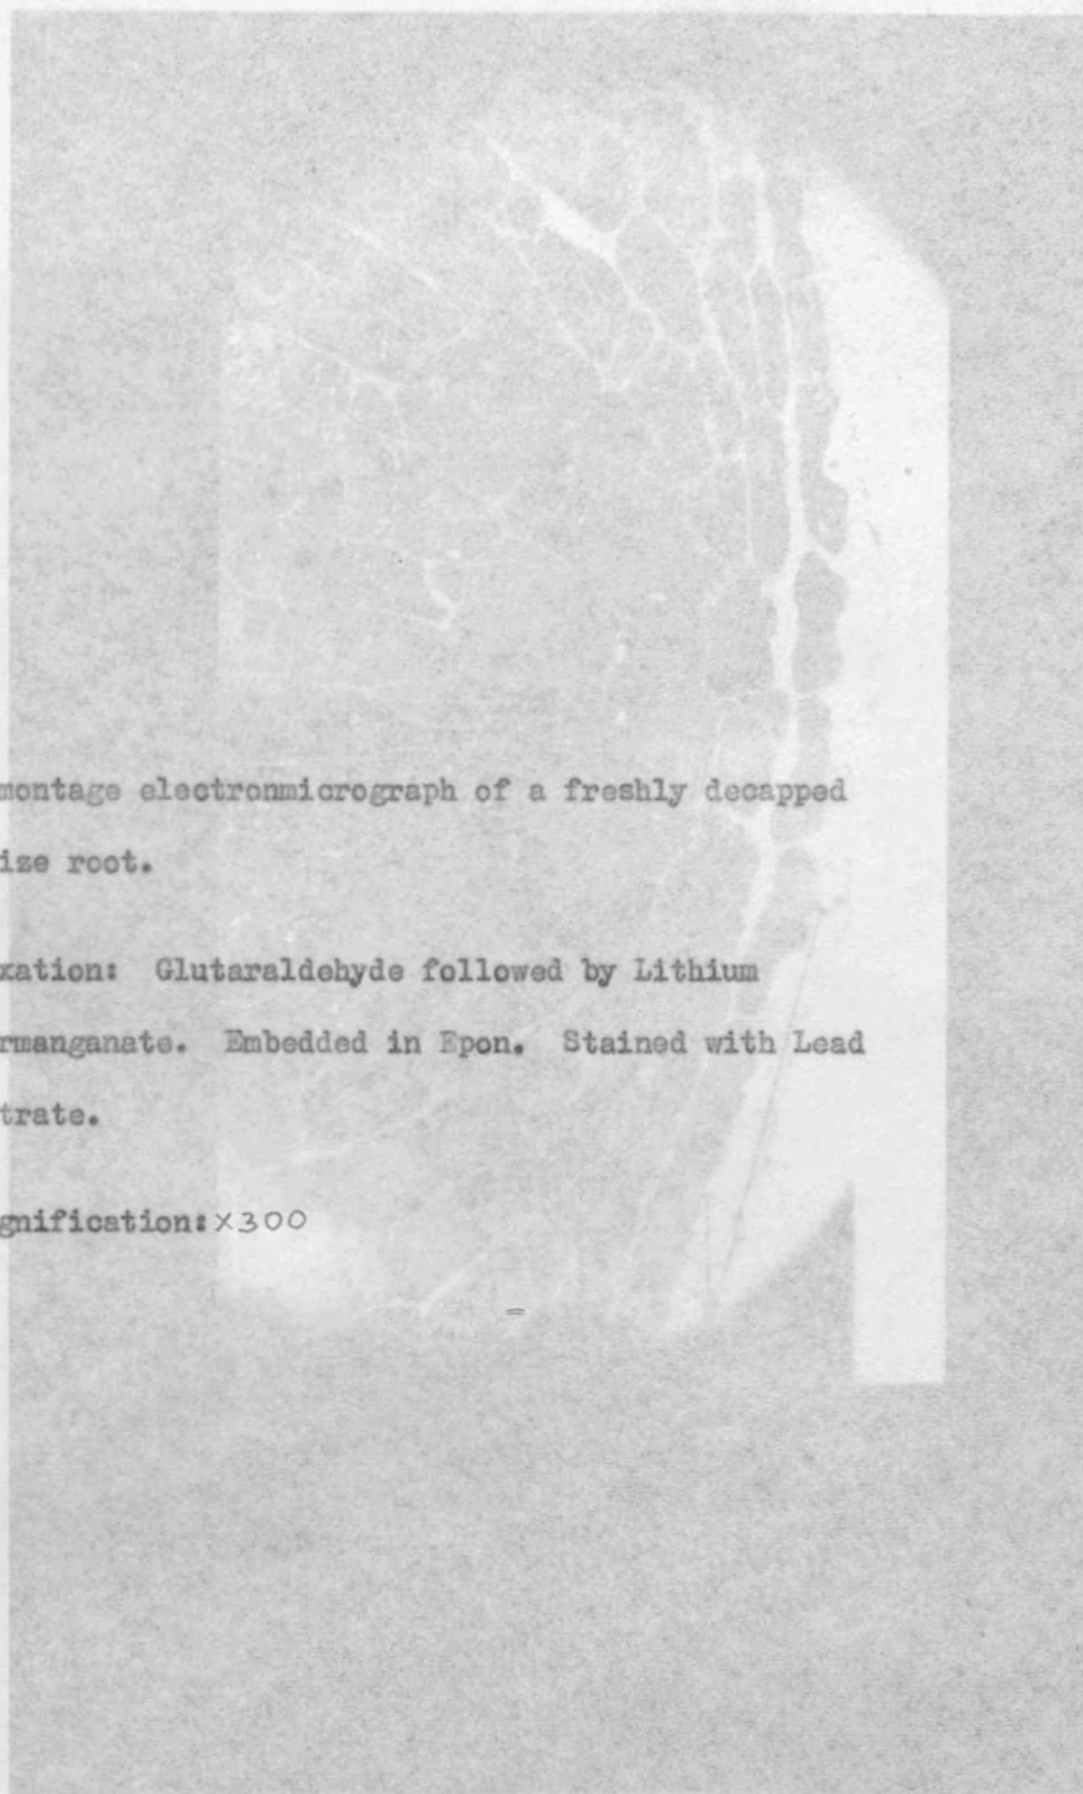 montage electronmicrograph of a freshly decapped
ize root.
xation: Glutaraldehyde followed by Lithium
rmanganate. Embedded in Epon. Stained with Lead
trate.
gnification:X300